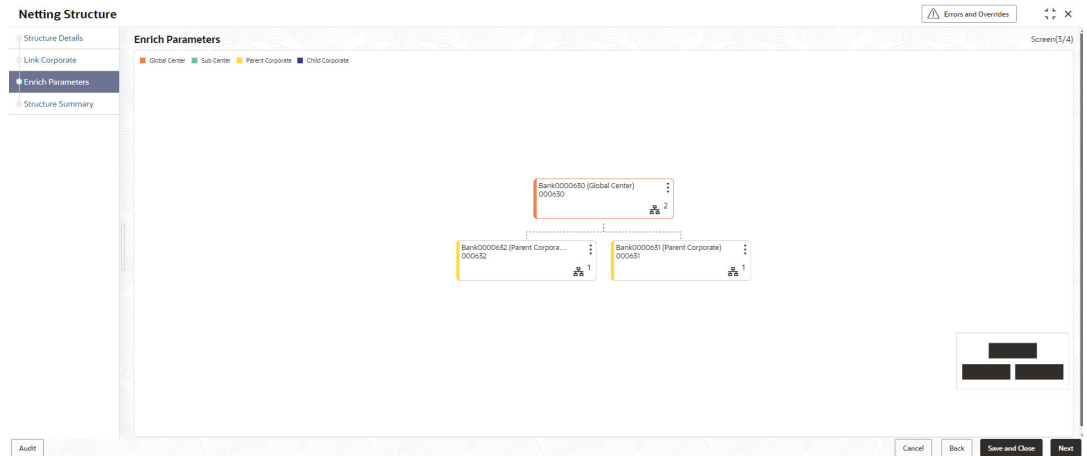 Netting Structure
Errors and Overrides
Structure Details
Link Corporate
Enrich Parameters
Structure Summary
Enrich Parameters
Screen(3/4)
Global Center
Sub Center
Parent Corporate
Child Corporate
Bank0000630 (Global Center)
000630
2
Bank0000632 (Parent Corpora...
000632
1
Bank0000631 (Parent Corporate)
000631
1
Audit
Cancel
Back
Save and Close
Next